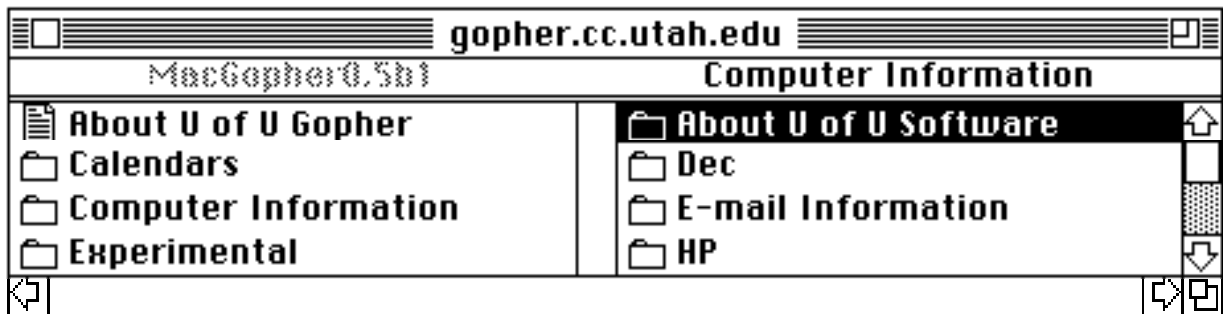 gopher.cc.utah.edu
MacGopher0.5b1
Computer Information
About U of U Gopher
Calendars
Computer Information
Experimental
About U of U Software
Dec
E-mail Information
HP